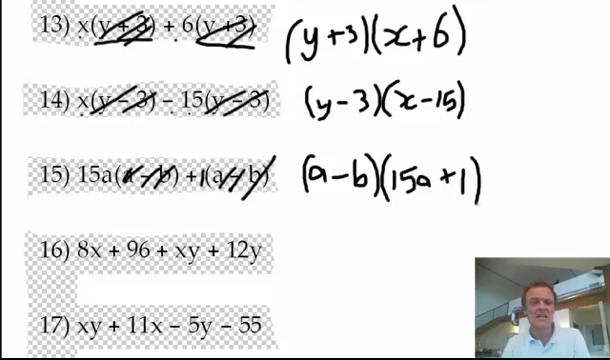 13) x(y + 3) + 6(y + 3) (y+3)(x+6)
14) x(y − 3) − 15(y − 3) (y-3)(x-15)
15) 15a(a − b) + 1(a − b) (a-b)(15a+1)
16) 8x + 96 + xy + 12y
17) xy + 11x − 5y − 55